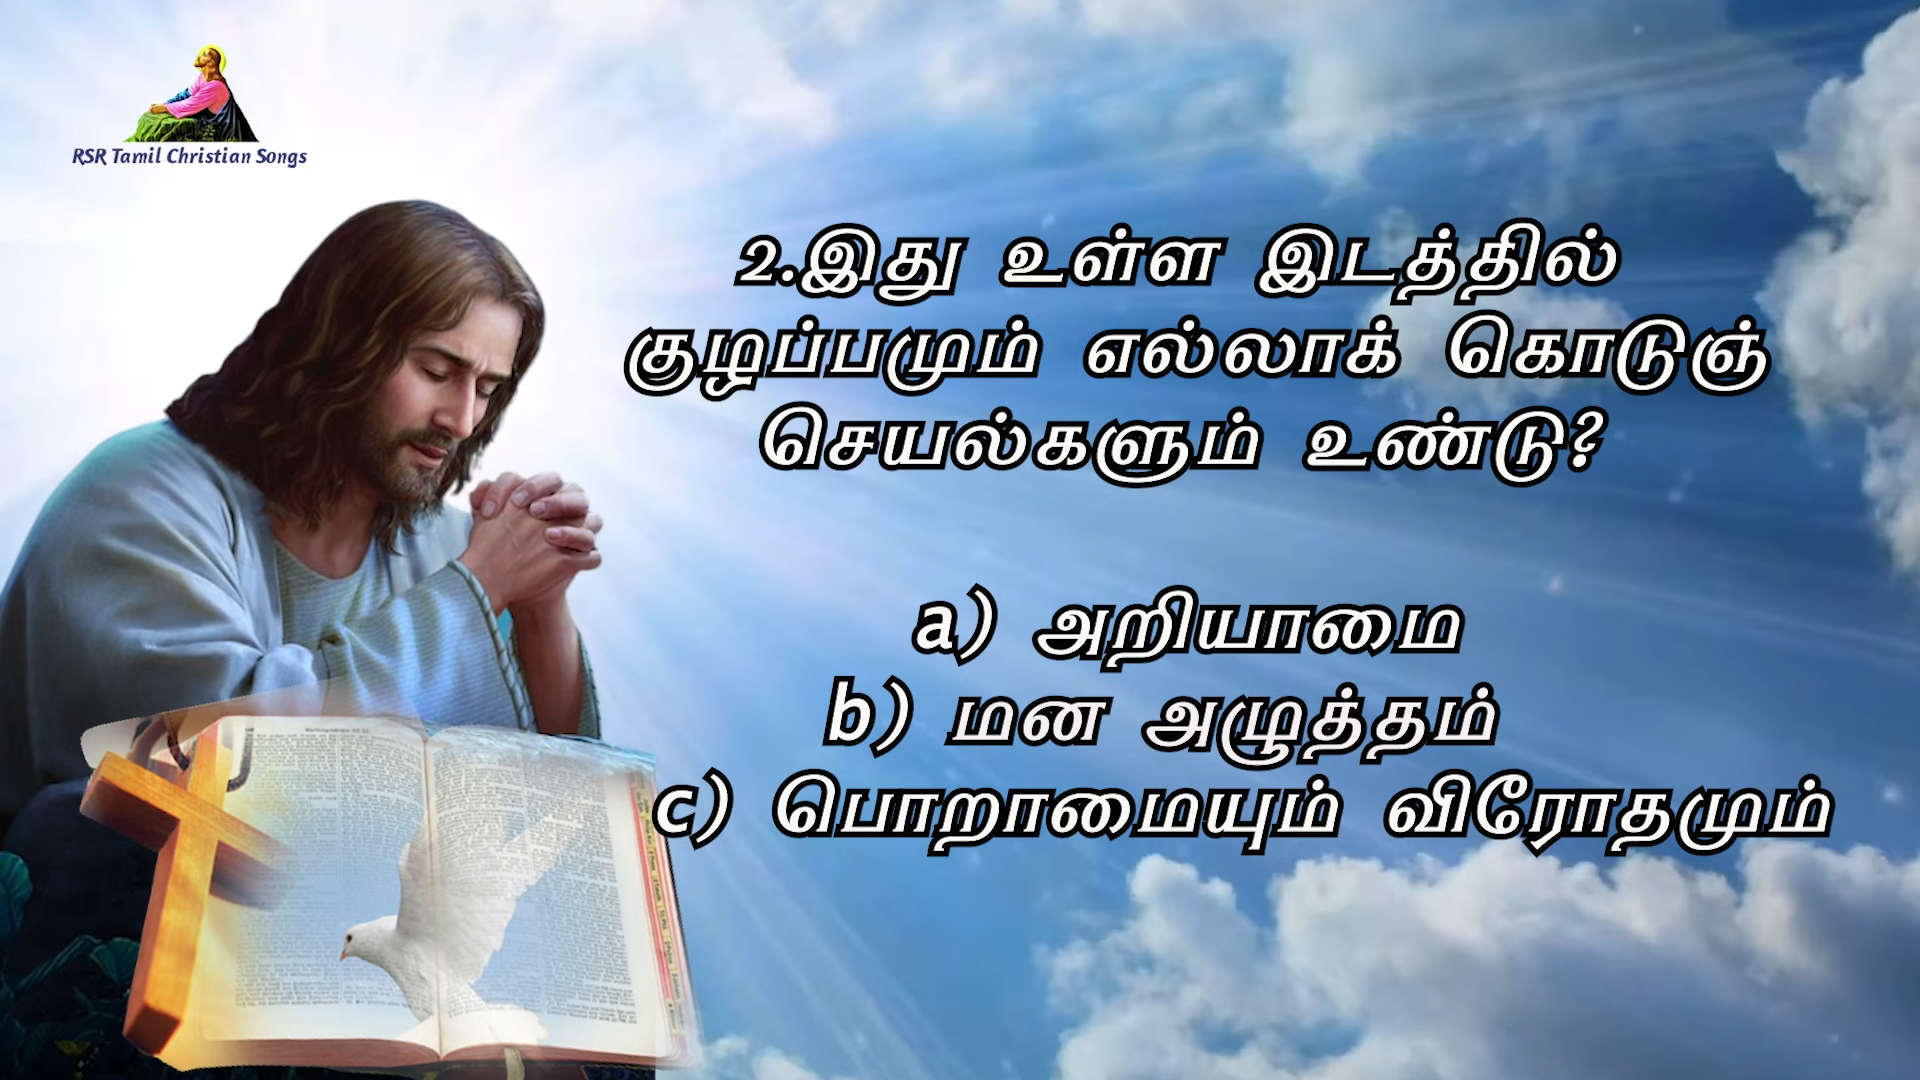 RSR Tamil Christian Songs
2.இது உள்ள இடத்தில்
குழப்பமும் எல்லாக் கொடுஞ்
செயல்களும் உண்டு?
a) அறியாமை
b) மன அழுத்தம்
c) பொறாமையும் விரோதமும்